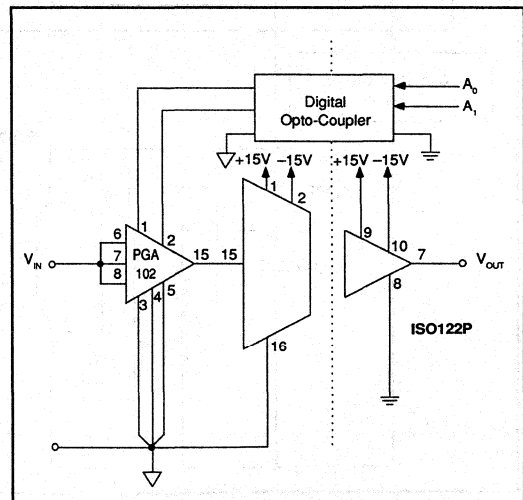 A0
Digital
Opto-Coupler
A1
+15V –15V
+15V –15V
1
2
1
2
9
10
6
7
8
VIN
PGA
102
15
15
7
VOUT
3
4
5
8
ISO122P
16